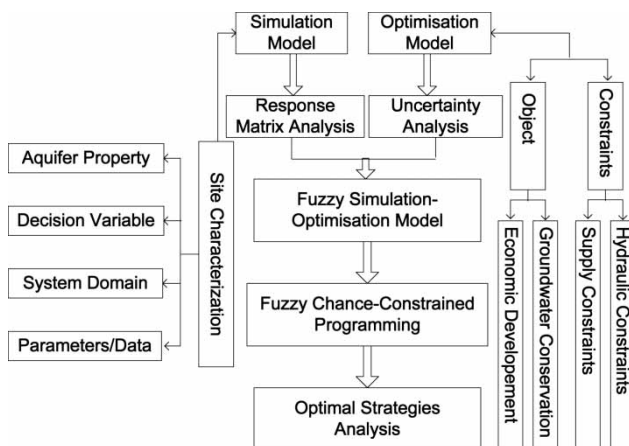 Simulation
Model
Optimisation
Model
Response
Matrix Analysis
Uncertainty
Analysis
Object
Constraints
Aquifer Property
Decision Variable
System Domain
Parameters/Data
Site Characterization
Fuzzy Simulation-
Optimisation Model
Fuzzy Chance-Constrained
Programming
Optimal Strategies
Analysis
Economic Developement
Groundwater Conservation
Supply Constraints
Hydraulic Constraints